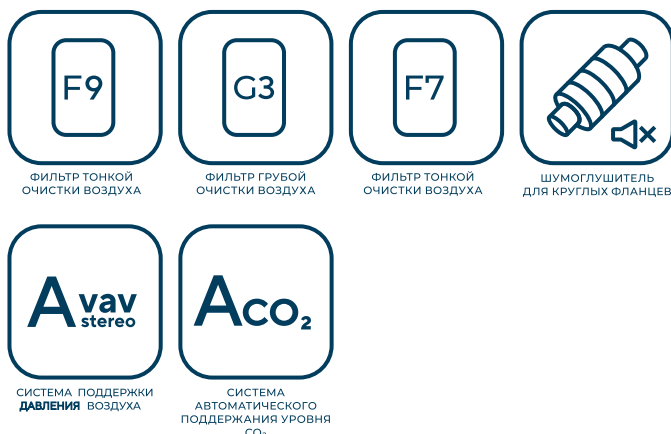 F9
G3
F7
ФИЛЬТР ТОНКОЙ
ОЧИСТКИ ВОЗДУХА
ФИЛЬТР ГРУБОЙ
ОЧИСТКИ ВОЗДУХА
ФИЛЬТР ТОНКОЙ
ОЧИСТКИ ВОЗДУХА
ШУМОГЛУШИТЕЛЬ
ДЛЯ КРУГЛЫХ ФЛАНЦЕВ
A vav
stereo
Aco₂
СИСТЕМА ПОДДЕРЖКИ
ДАВЛЕНИЯ ВОЗДУХА
СИСТЕМА
АВТОМАТИЧЕСКОГО
ПОДДЕРЖАНИЯ УРОВНЯ
CO₂